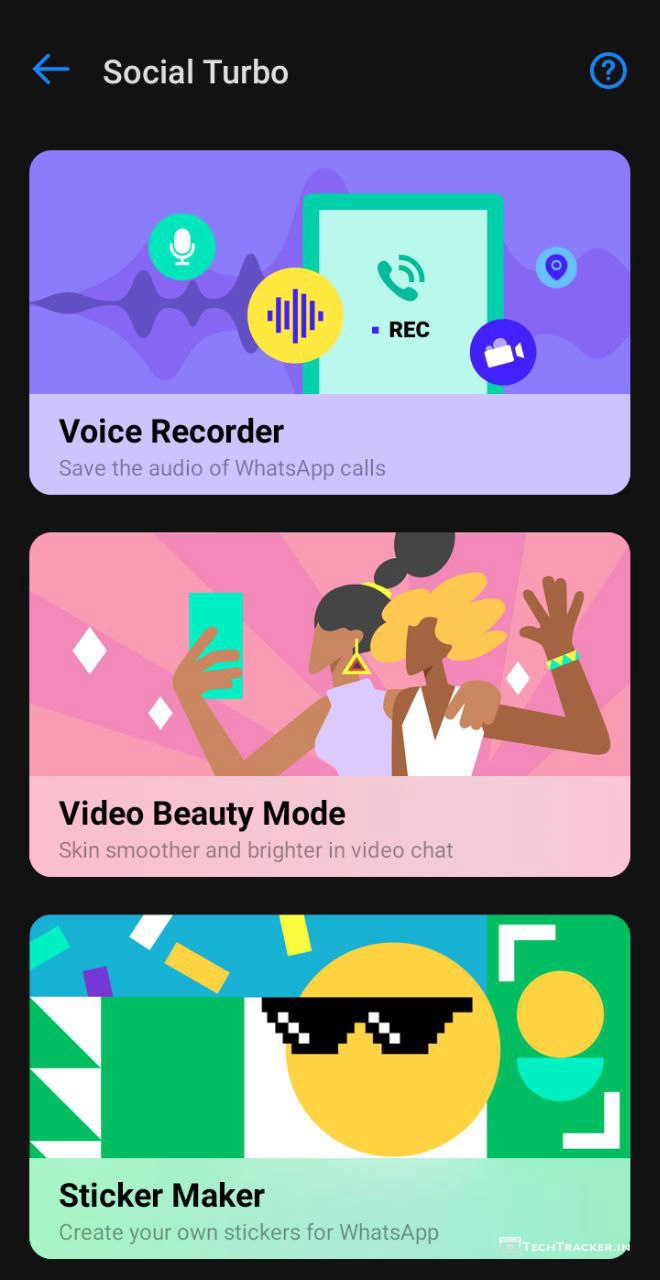 Social Turbo
REC
Voice Recorder
Save the audio of WhatsApp calls
Video Beauty Mode
Skin smoother and brighter in video chat
Sticker Maker
Create your own stickers for WhatsApp
TECHTRACKER.IN